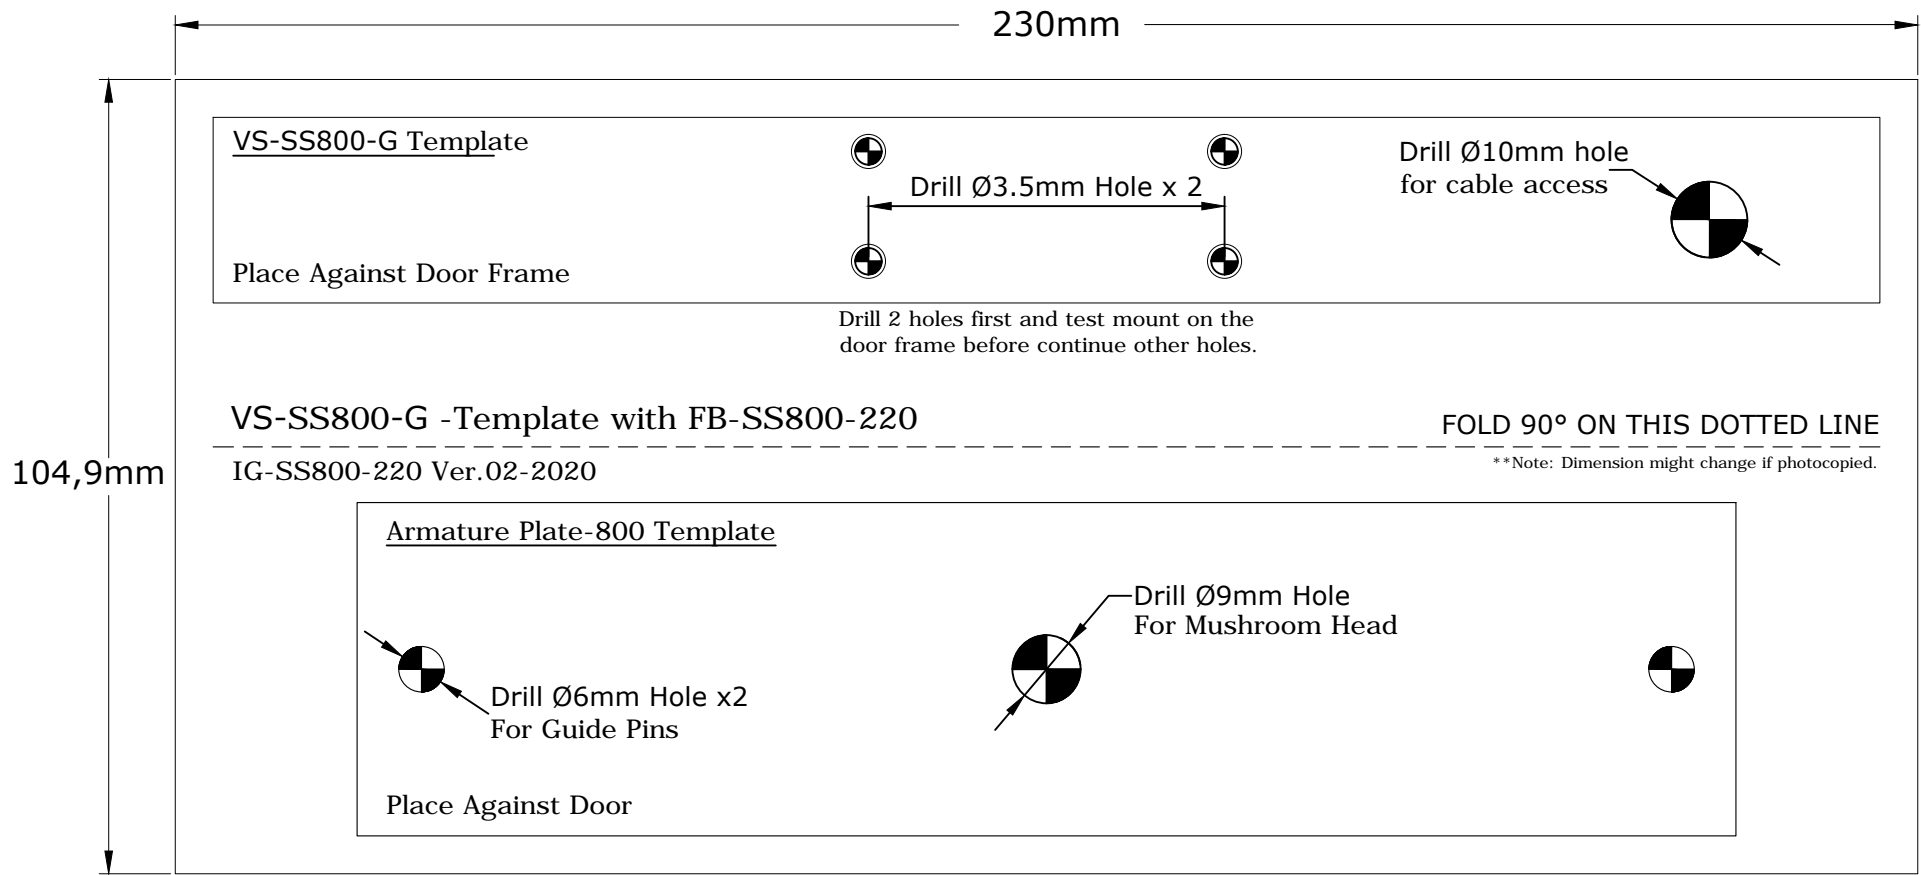 230mm
VS-SS800-G Template
Drill Ø10mm hole
for cable access
Drill Ø3.5mm Hole x 2
Place Against Door Frame
Drill 2 holes first and test mount on the
door frame before continue other holes.
VS-SS800-G -Template with FB-SS800-220
FOLD 90° ON THIS DOTTED LINE
104,9mm
IG-SS800-220 Ver.02-2020
**Note: Dimension might change if photocopied.
Armature Plate-800 Template
Drill Ø9mm Hole
For Mushroom Head
Drill Ø6mm Hole x2
For Guide Pins
Place Against Door